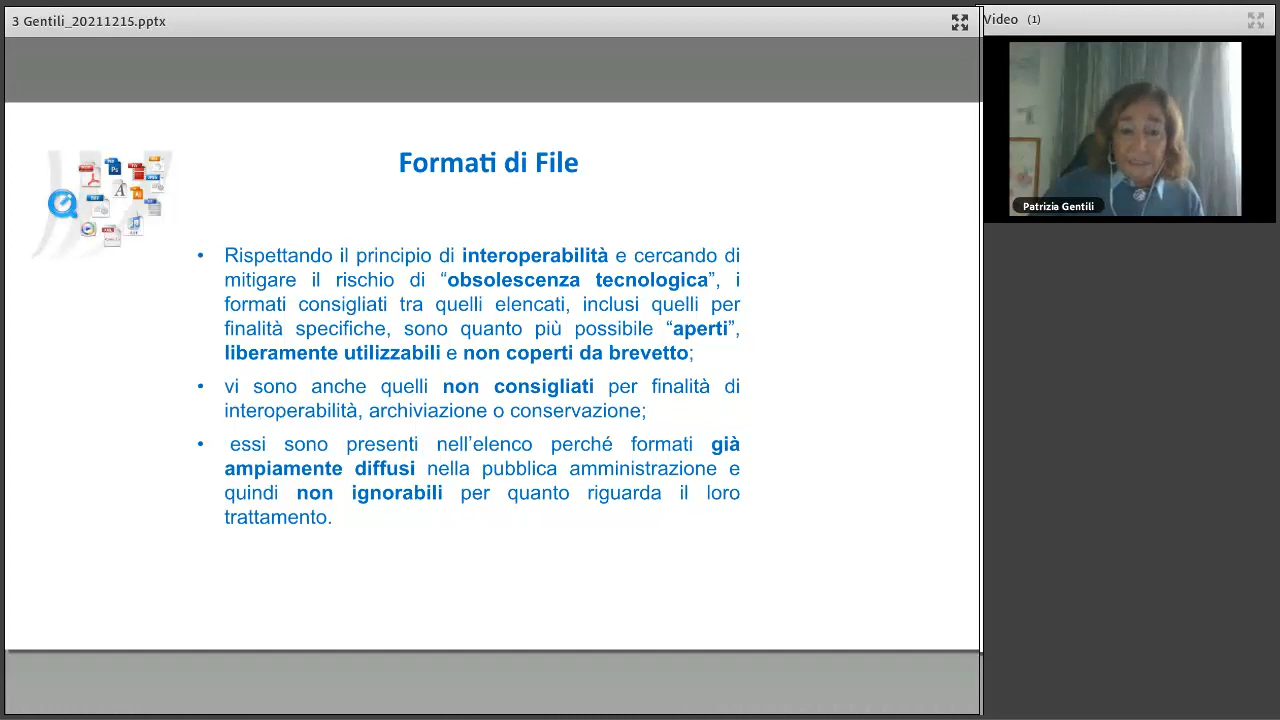 3 Gentili_20211215.pptx
Video (1)
Patrizia Gentili
Formati di File
• Rispettando il principio di interoperabilità e cercando di
mitigare il rischio di “obsolescenza tecnologica”, i
formati consigliati tra quelli elencati, inclusi quelli per
finalità specifiche, sono quanto più possibile “aperti”,
liberamente utilizzabili e non coperti da brevetto;
• vi sono anche quelli non consigliati per finalità di
interoperabilità, archiviazione o conservazione;
• essi sono presenti nell’elenco perché formati già
ampiamente diffusi nella pubblica amministrazione e
quindi non ignorabili per quanto riguarda il loro
trattamento.